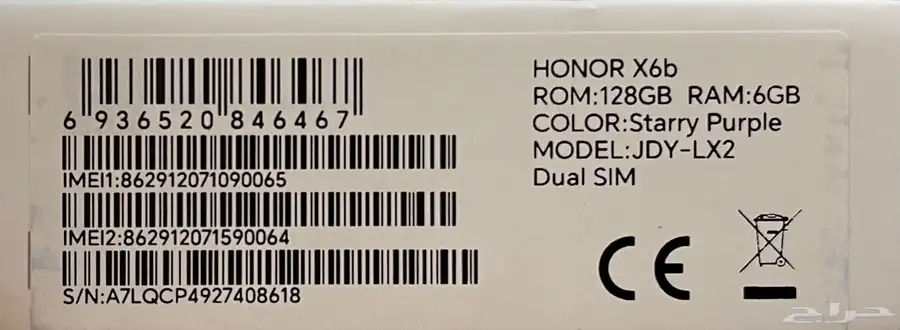 6 936520 846467
IMEI1:862912071090065
IMEI2:862912071590064
S/N:A7LQCP4927408618
HONOR X6b
ROM:128GB RAM:6GB
COLOR:Starry Purple
MODEL:JDY-LX2
Dual SIM
CE
حراج